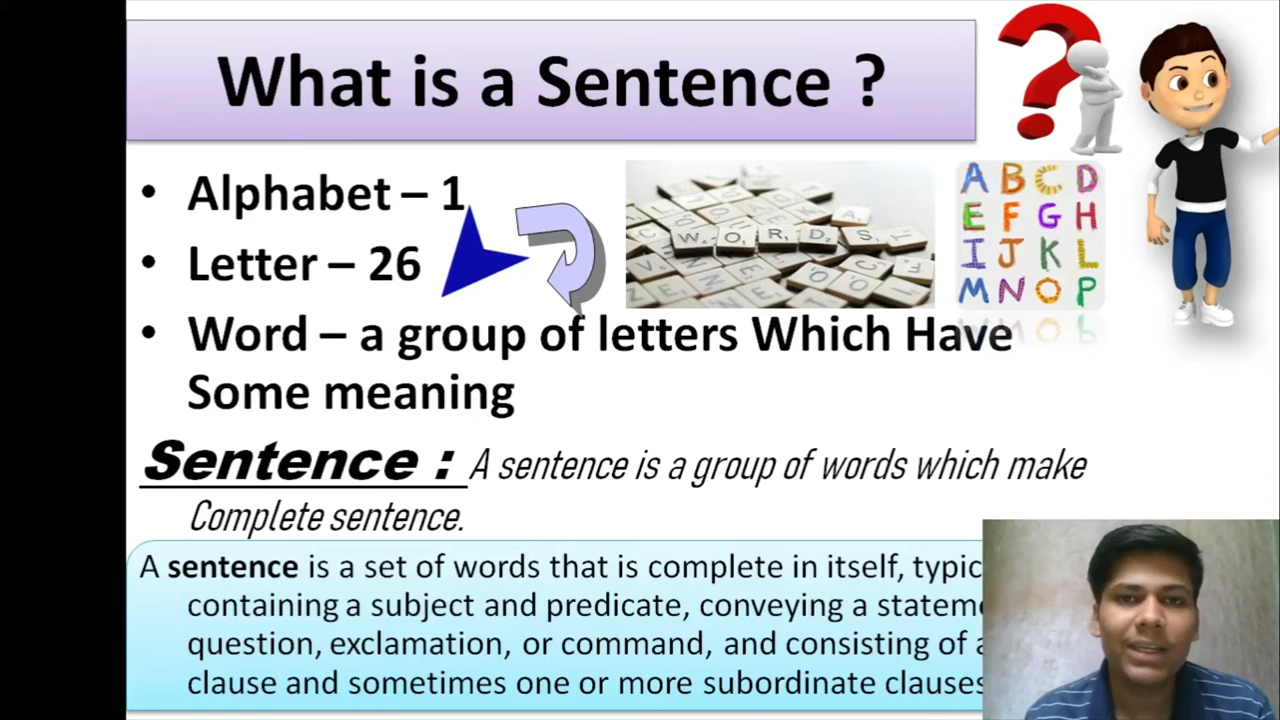 What is a Sentence ?
• Alphabet – 1
• Letter – 26
• Word – a group of letters Which Have
Some meaning
Sentence : A sentence is a group of words which make
Complete sentence.
A sentence is a set of words that is complete in itself,
containing a subject and predicate, conveying a
question, exclamation, or command, and consisting of
clause and sometimes one or more subordinate clauses
W O R D S
A B C D
E F G H
I J K L
M N O P